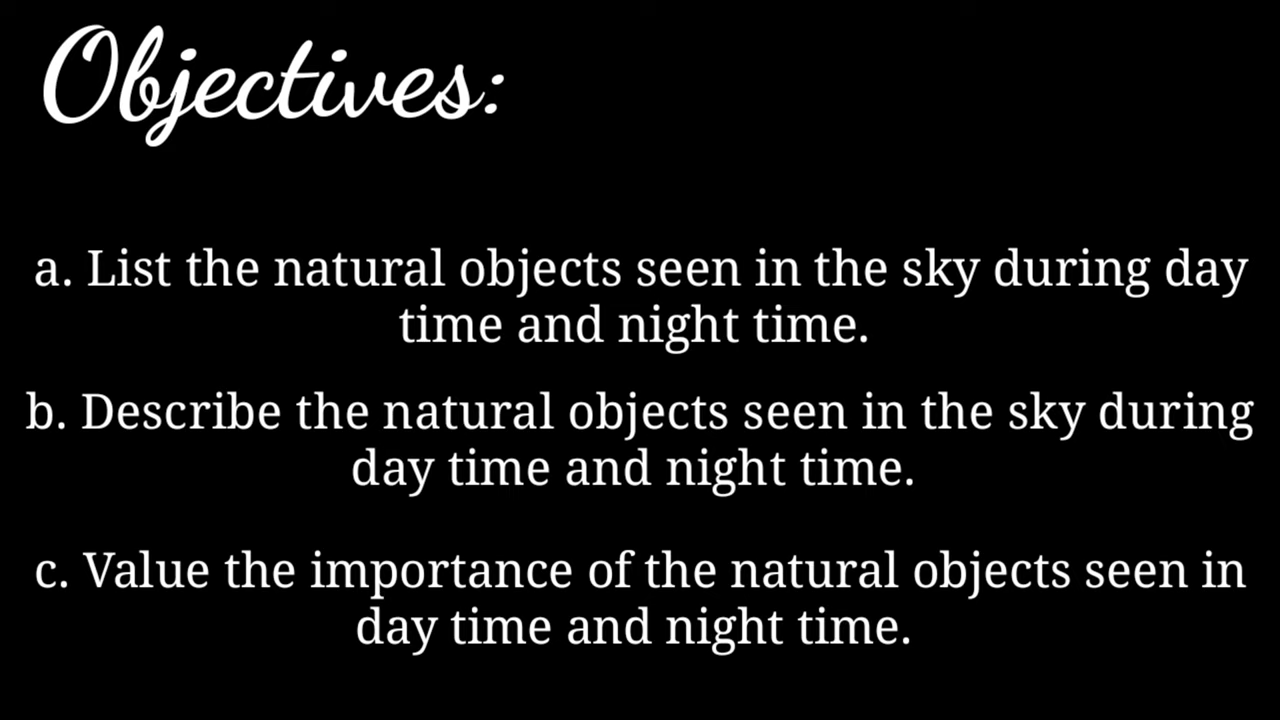 Objectives:
a. List the natural objects seen in the sky during day
time and night time.
b. Describe the natural objects seen in the sky during
day time and night time.
c. Value the importance of the natural objects seen in
day time and night time.